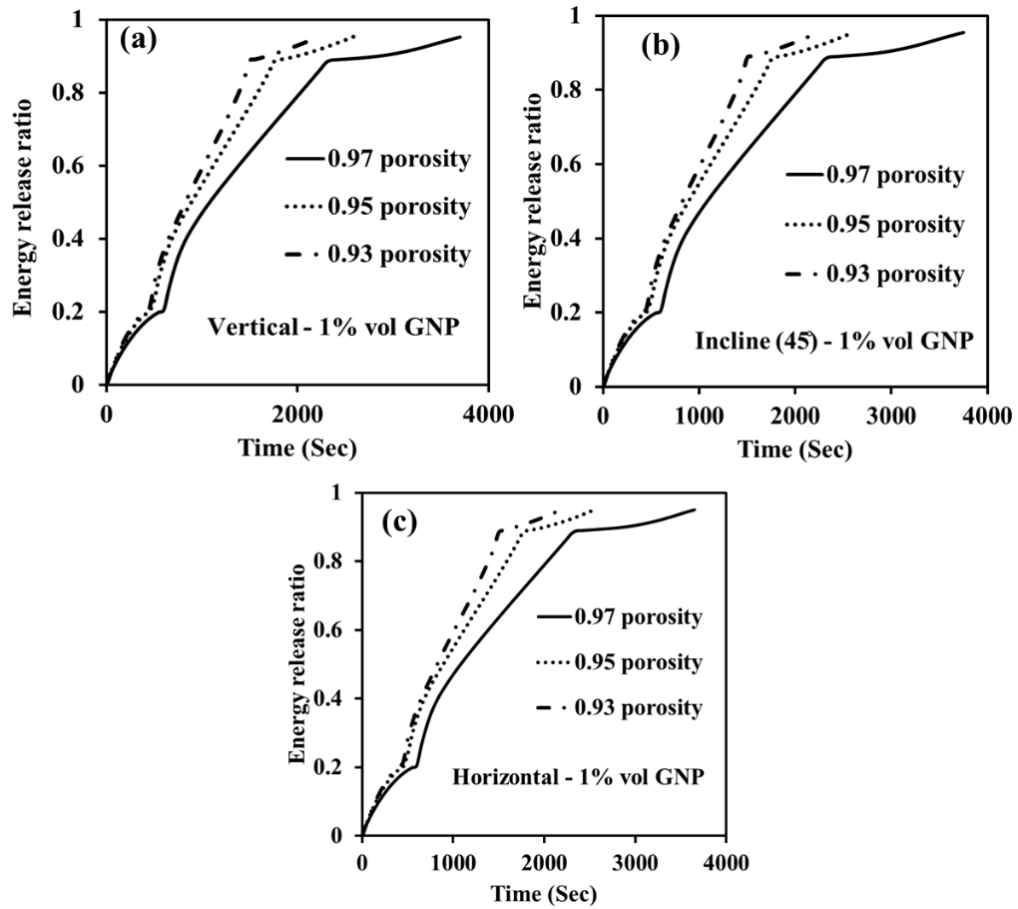 (a)
Energy release ratio
1
0.8
0.6
0.4
0.2
0
0.97 porosity
0.95 porosity
0.93 porosity
Vertical - 1% vol GNP
0 2000 4000
Time (Sec)
(b)
Energy release ratio
1
0.8
0.6
0.4
0.2
0
0.97 porosity
0.95 porosity
0.93 porosity
Incline (45°) - 1% vol GNP
0 1000 2000 3000 4000
Time (Sec)
(c)
Energy release ratio
1
0.8
0.6
0.4
0.2
0
0.97 porosity
0.95 porosity
0.93 porosity
Horizontal - 1% vol GNP
0 1000 2000 3000 4000
Time (Sec)